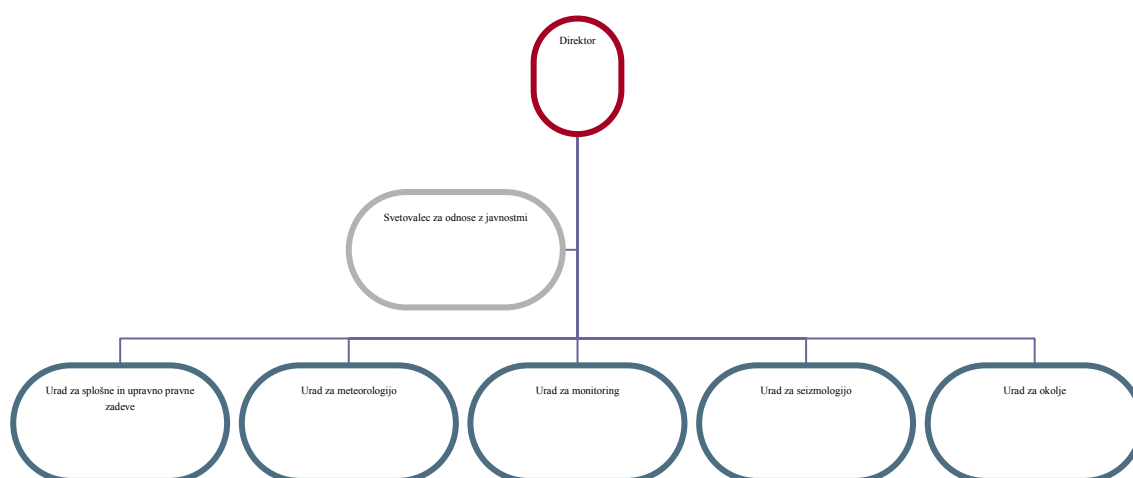 Direktor
Svetovalec za odnose z javnostmi
Urad za splošne in upravno pravne
zadeve
Urad za meteorologijo
Urad za monitoring
Urad za seizmologijo
Urad za okolje